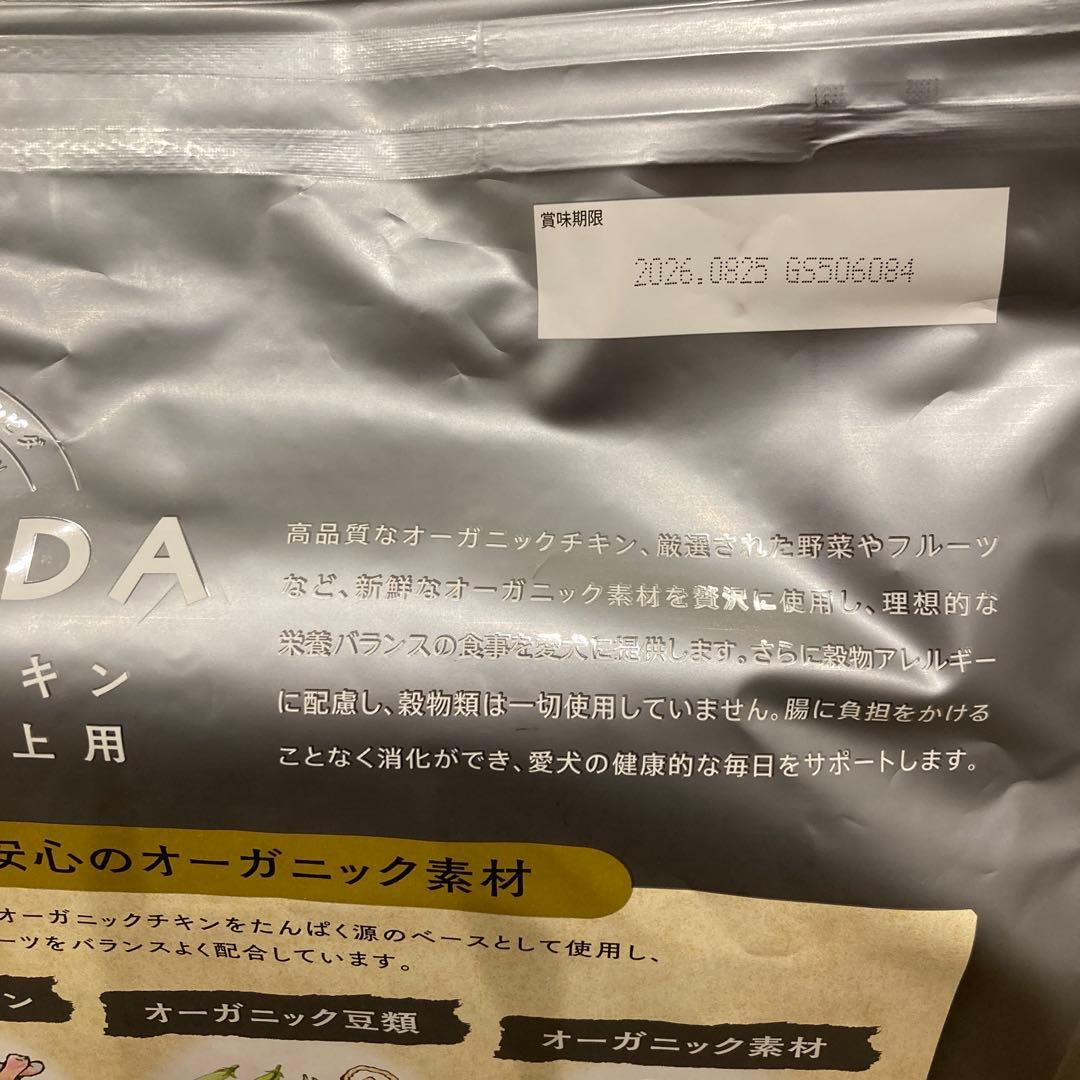 賞味期限
2026.0825 GS506084
DA
高品質なオーガニックチキン、厳選された野菜やフルーツ
など、新鮮なオーガニック素材を贅沢に使用し、理想的な
栄養バランスの食事を愛犬に提供します。さらに穀物アレルギー
に配慮し、穀物類は一切使用していません。腸に負担をかける
ことなく消化ができ、愛犬の健康的な毎日をサポートします。
キン
上用
安心のオーガニック素材
オーガニックチキンをたんぱく源のベースとして使用し、
ーツをバランスよく配合しています。
ン
オーガニック豆類
オーガニック素材